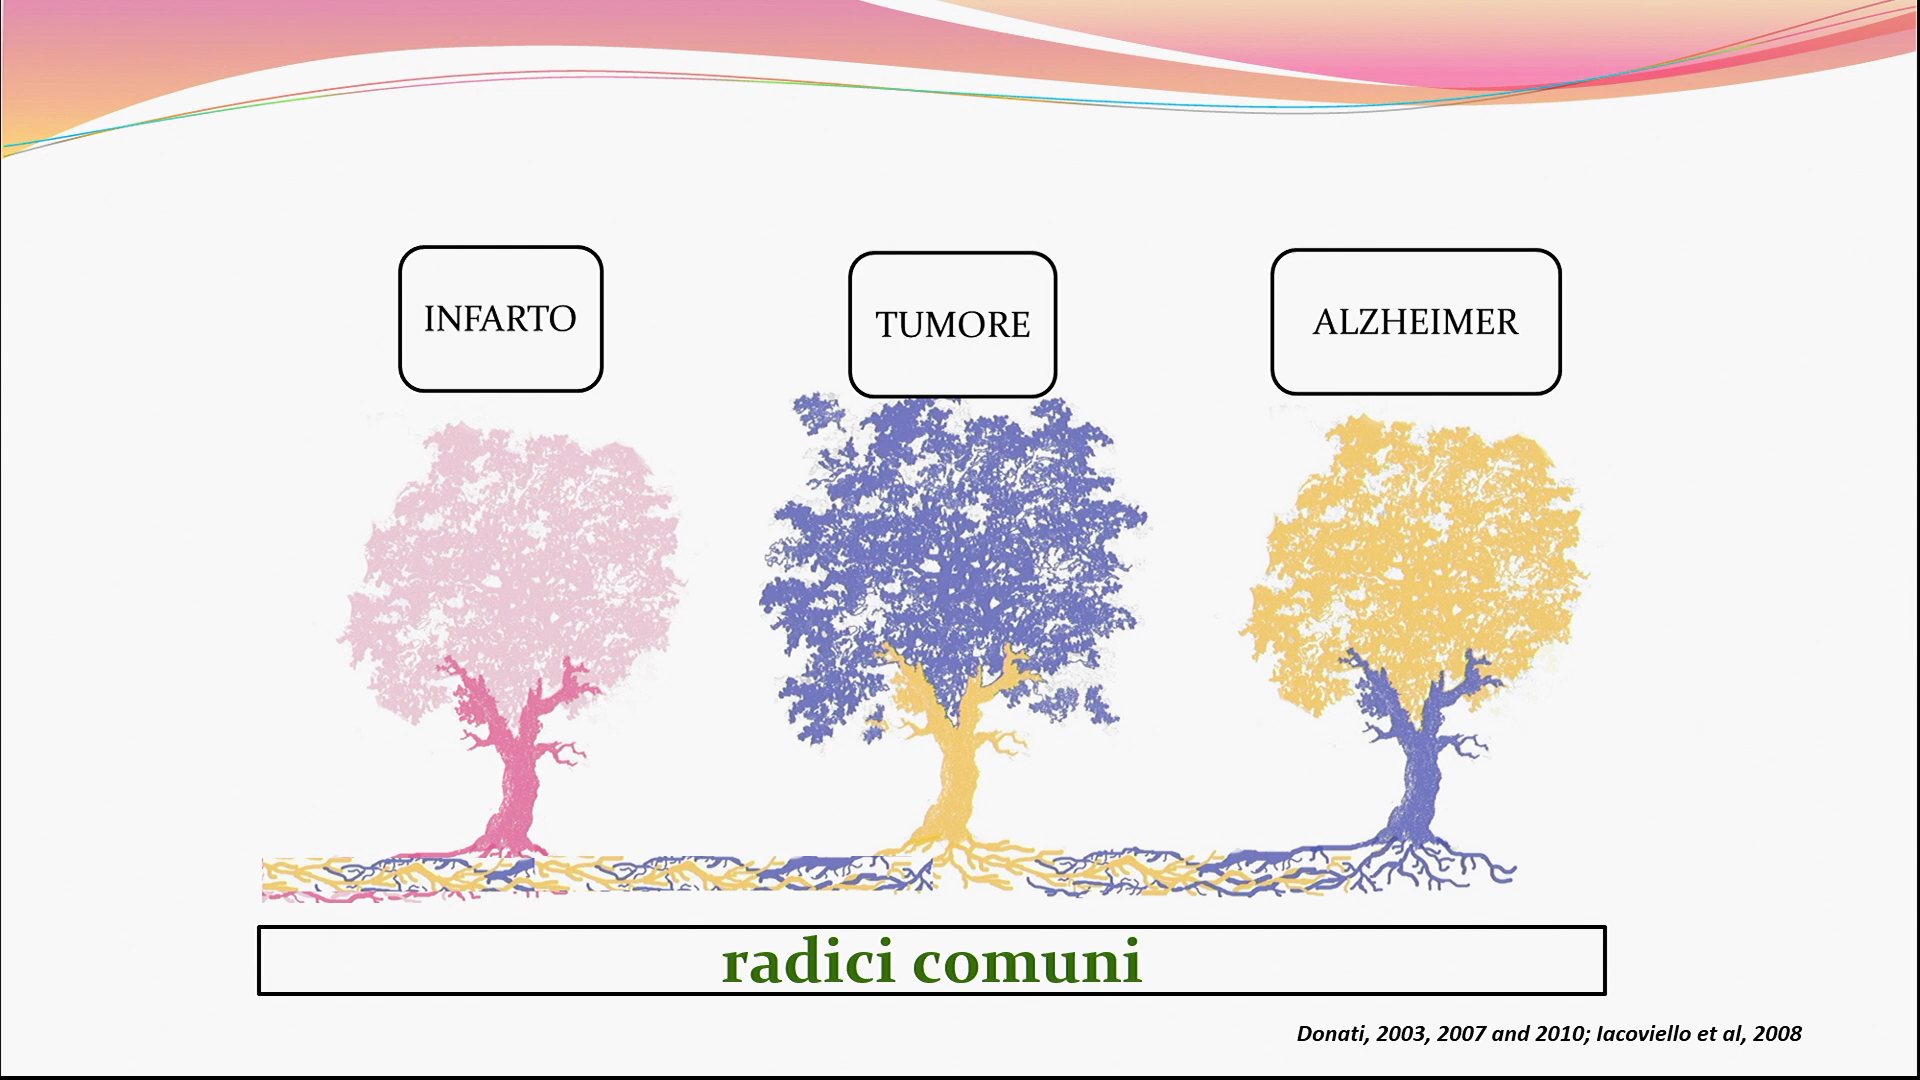 INFARTO
TUMORE
ALZHEIMER
radici comuni
Donati, 2003, 2007 and 2010; Iacoviello et al, 2008